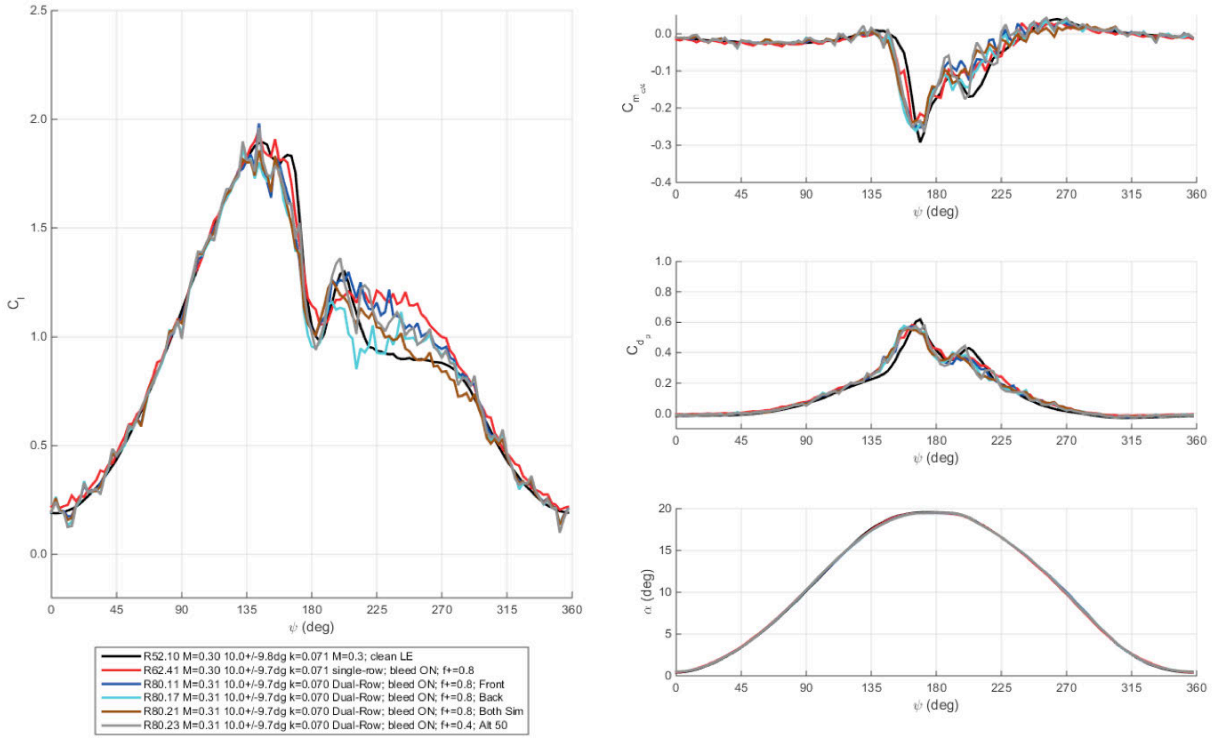 2.5
2.0
1.5
1.0
0.5
0.0
C_l
0 45 90 135 180 225 270 315 360
ψ (deg)
R52.10 M=0.30 10.0+/-9.8dg k=0.071 M=0.3; clean LE
R62.41 M=0.30 10.0+/-9.7dg k=0.071 single-row; bleed ON; f+=0.8
R80.11 M=0.31 10.0+/-9.7dg k=0.070 Dual-Row; bleed ON; f+=0.8; Front
R80.17 M=0.31 10.0+/-9.7dg k=0.070 Dual-Row; bleed ON; f+=0.8; Back
R80.21 M=0.31 10.0+/-9.7dg k=0.070 Dual-Row; bleed ON; f+=0.8; Both Sim
R80.23 M=0.31 10.0+/-9.7dg k=0.070 Dual-Row; bleed ON; f+=0.4; Alt 50
0.0
-0.1
-0.2
-0.3
-0.4
C_m_c/4
0 45 90 135 180 225 270 315 360
ψ (deg)
1.0
0.8
0.6
0.4
0.2
0.0
C_d_p
0 45 90 135 180 225 270 315 360
ψ (deg)
20
15
10
5
0
α (deg)
0 45 90 135 180 225 270 315 360
ψ (deg)